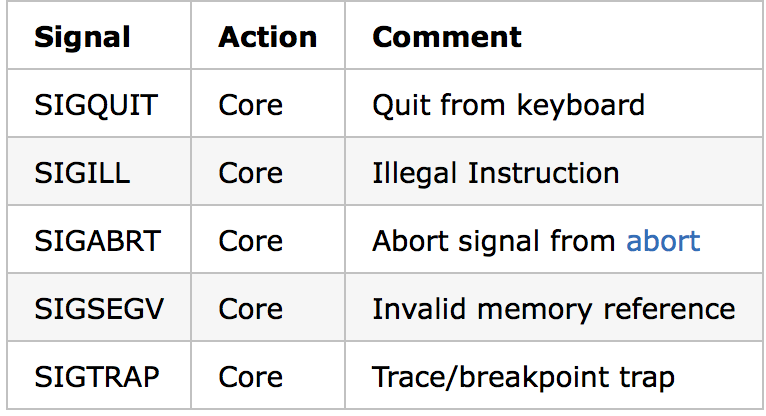 Signal Action Comment
SIGQUIT Core Quit from keyboard
SIGILL Core Illegal Instruction
SIGABRT Core Abort signal from abort
SIGSEGV Core Invalid memory reference
SIGTRAP Core Trace/breakpoint trap